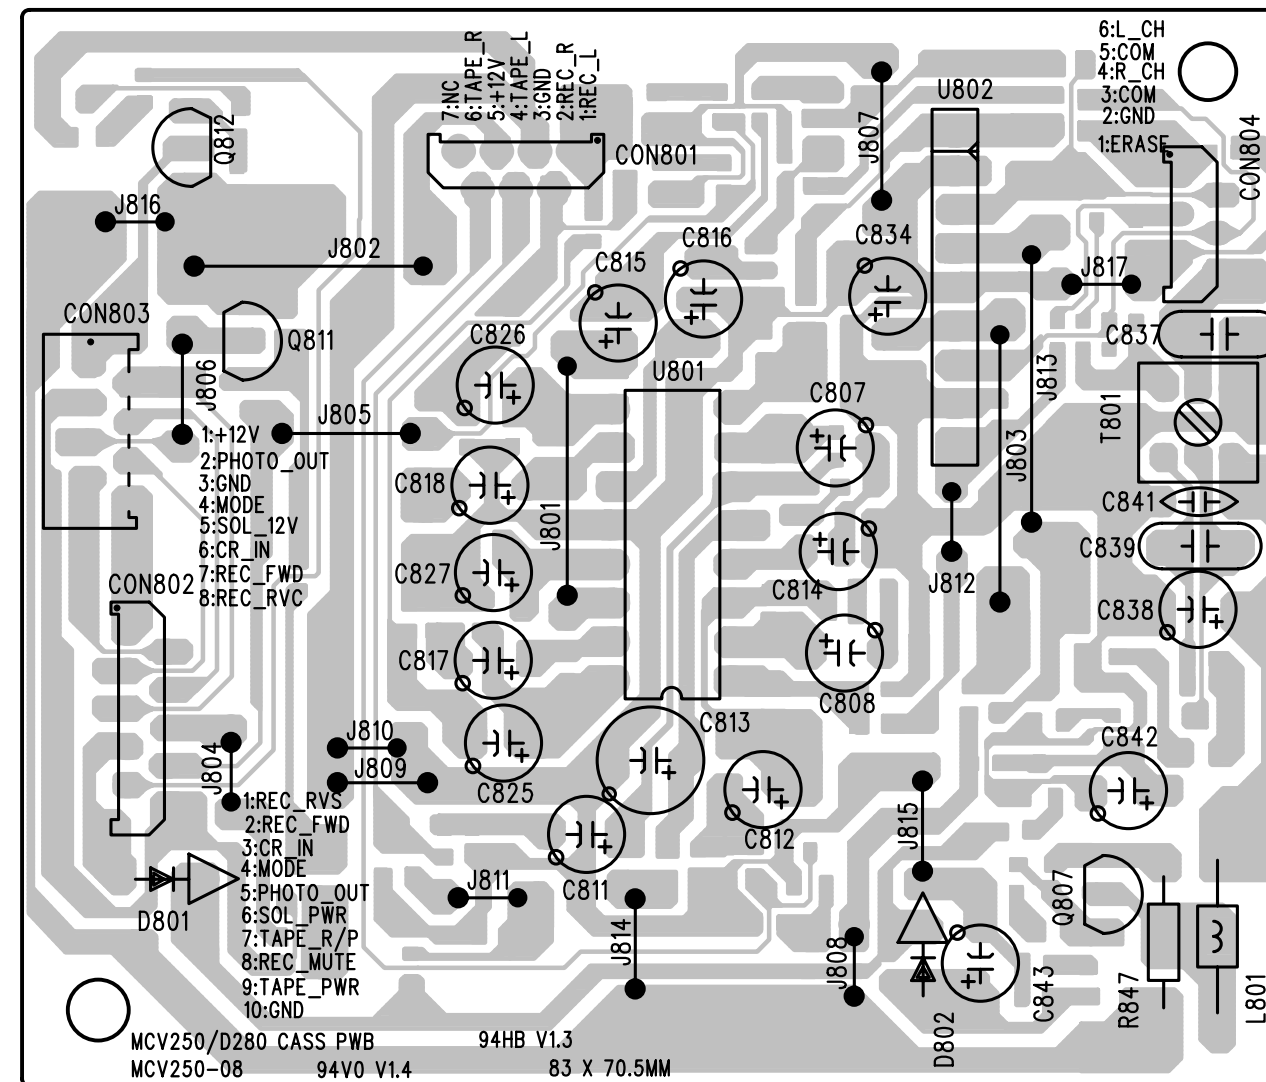 6:L_CH
5:COM
4:R_CH
3:COM
2:GND
1:ERASE
CON804
7:NC
6:TAPE_R
5:+12V
4:TAPE_L
3:GND
2:REC_R
1:REC_L
CON801
U802
J807
Q812
J816
J802
C815
C816
C834
J817
CON803
Q811
J806
C826
U801
C837
J813
T801
J805
C807
J803
1:+12V
2:PHOTO_OUT
3:GND
4:MODE
5:SOL_12V
6:CR_IN
7:REC_FWD
8:REC_RVC
C818
J801
C841
C839
C827
C814
J812
CON802
C838
C817
C808
J804
J810
J809
C813
C842
C825
C812
J815
1:REC_RVS
2:REC_FWD
3:CR_IN
4:MODE
5:PHOTO_OUT
6:SOL_PWR
7:TAPE_R/P
8:REC_MUTE
9:TAPE_PWR
10:GND
D801
J811
C811
J814
J808
Q807
D802
C843
R847
L801
MCV250/D280 CASS PWB 94HB V1.3
MCV250-08 94V0 V1.4 83 X 70.5MM